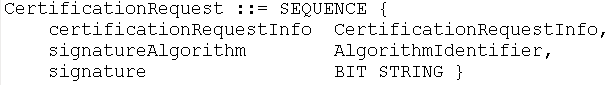 CertificationRequest ::= SEQUENCE {
    certificationRequestInfo  CertificationRequestInfo,
    signatureAlgorithm        AlgorithmIdentifier,
    signature                 BIT STRING }